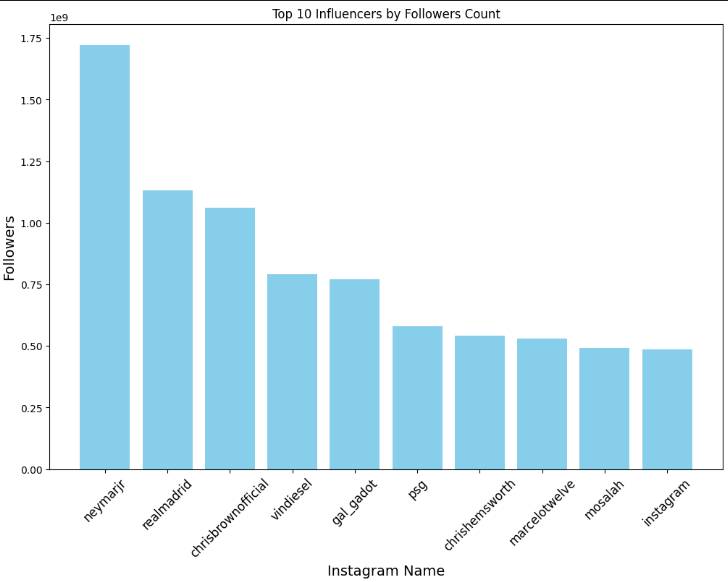 Top 10 Influencers by Followers Count
1e9
1.75
1.50
1.25
1.00
0.75
0.50
0.25
0.00
Followers
neymarjr
realmadrid
chrisbrownofficial
vindiesel
gal_gadot
psg
chrishemsworth
marcelotwelve
mosalah
instagram
Instagram Name